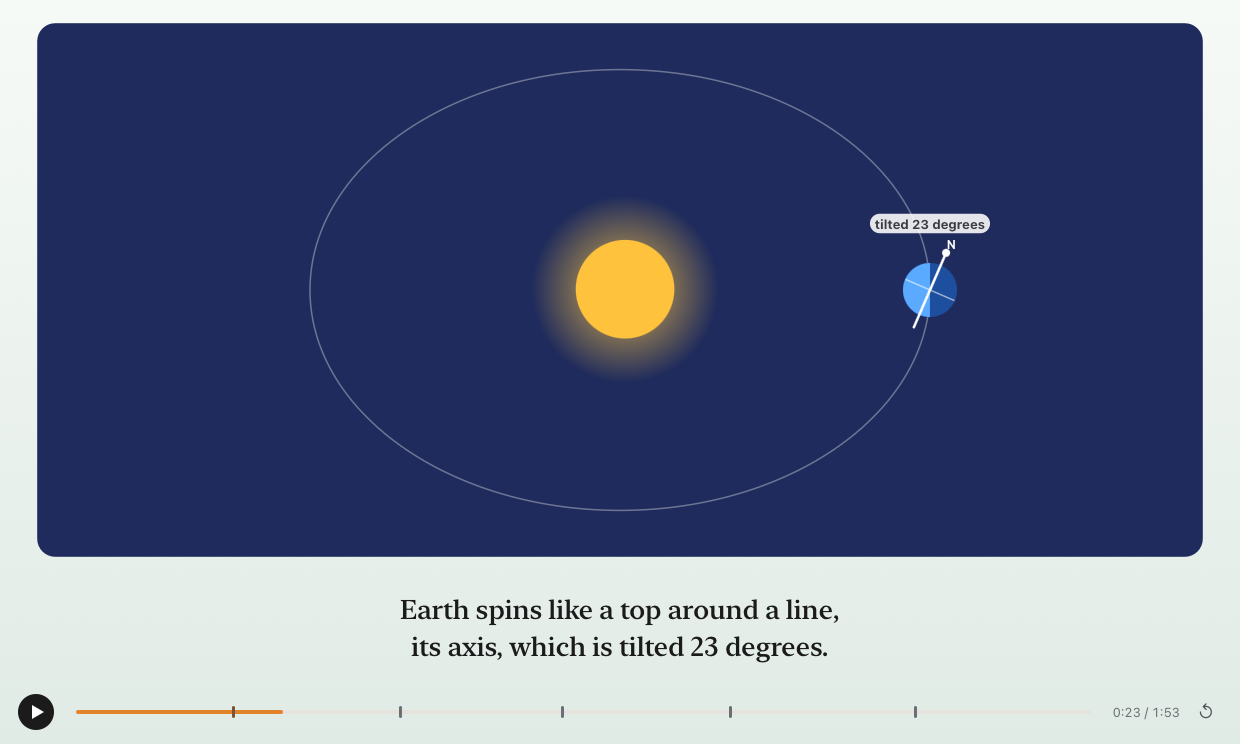 tilted 23 degrees
N
Earth spins like a top around a line,
its axis, which is tilted 23 degrees.
0:23 / 1:53